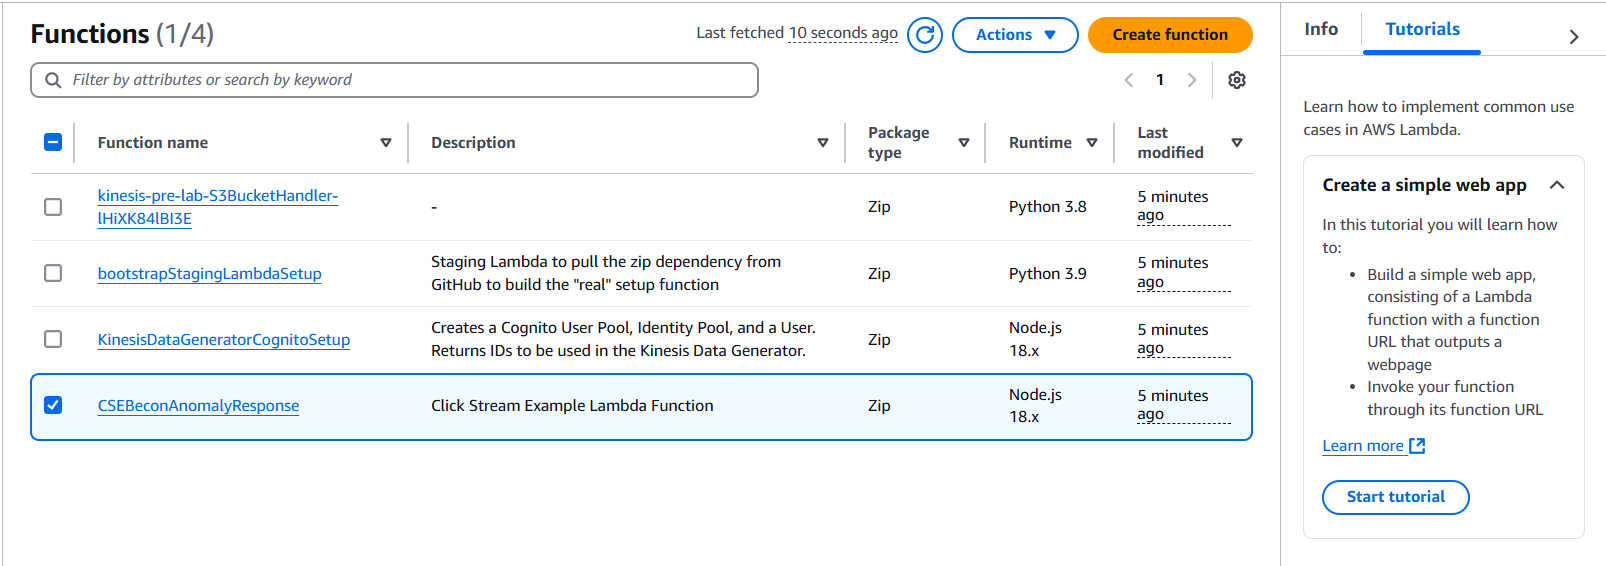 Functions (1/4)
Last fetched 10 seconds ago
Actions
Create function
Filter by attributes or search by keyword
1
Function name
Description
Package type
Runtime
Last modified
kinesis-pre-lab-S3BucketHandler-
lHiXK84lBI3E
-
Zip
Python 3.8
5 minutes
ago
bootstrapStagingLambdaSetup
Staging Lambda to pull the zip dependency from
GitHub to build the "real" setup function
Zip
Python 3.9
5 minutes
ago
KinesisDataGeneratorCognitoSetup
Creates a Cognito User Pool, Identity Pool, and a User.
Returns IDs to be used in the Kinesis Data Generator.
Zip
Node.js
18.x
5 minutes
ago
CSEBeconAnomalyResponse
Click Stream Example Lambda Function
Zip
Node.js
18.x
5 minutes
ago
Info
Tutorials
Learn how to implement common use
cases in AWS Lambda.
Create a simple web app
In this tutorial you will learn how
to:
• Build a simple web app,
consisting of a Lambda
function with a function
URL that outputs a
webpage
• Invoke your function
through its function URL
Learn more
Start tutorial